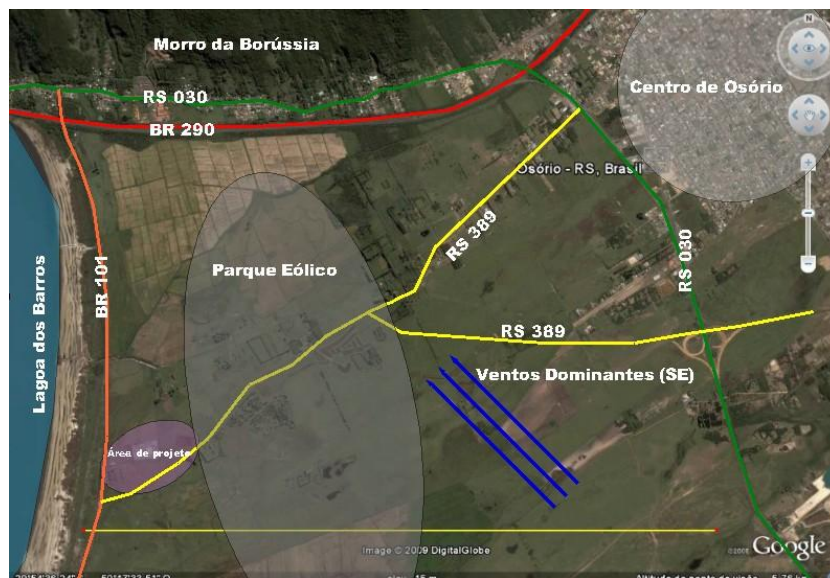 N
Morro da Borússia
Centro de Osório
RS 030
BR 290
Osório - RS, Brasil
RS 389
Parque Eólico
BR 101
RS 030
Lagoa dos Barros
RS 389
Ventos Dominantes (SE)
Área de projeto
Image © 2009 DigitalGlobe
©2009 Google